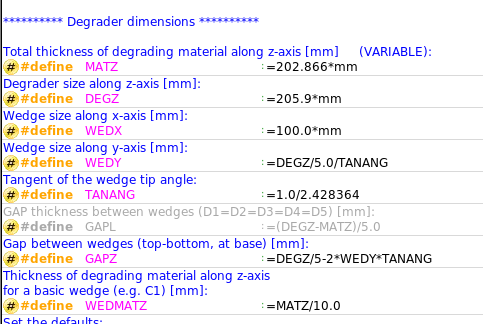 ********** Degrader dimensions **********
Total thickness of degrading material along z-axis [mm] (VARIABLE):
# #define MATZ : =202.866*mm
Degrader size along z-axis [mm]:
# #define DEGZ : =205.9*mm
Wedge size along x-axis [mm]:
# #define WEDX : =100.0*mm
Wedge size along y-axis [mm]:
# #define WEDY : =DEGZ/5.0/TANANG
Tangent of the wedge tip angle:
# #define TANANG : =1.0/2.428364
GAP thickness between wedges (D1=D2=D3=D4=D5) [mm]:
# #define GAPL : =(DEGZ-MATZ)/5.0
Gap between wedges (top-bottom, at base) [mm]:
# #define GAPZ : =DEGZ/5-2*WEDY*TANANG
Thickness of degrading material along z-axis
for a basic wedge (e.g. C1) [mm]:
# #define WEDMATZ : =MATZ/10.0
Set the defaults: